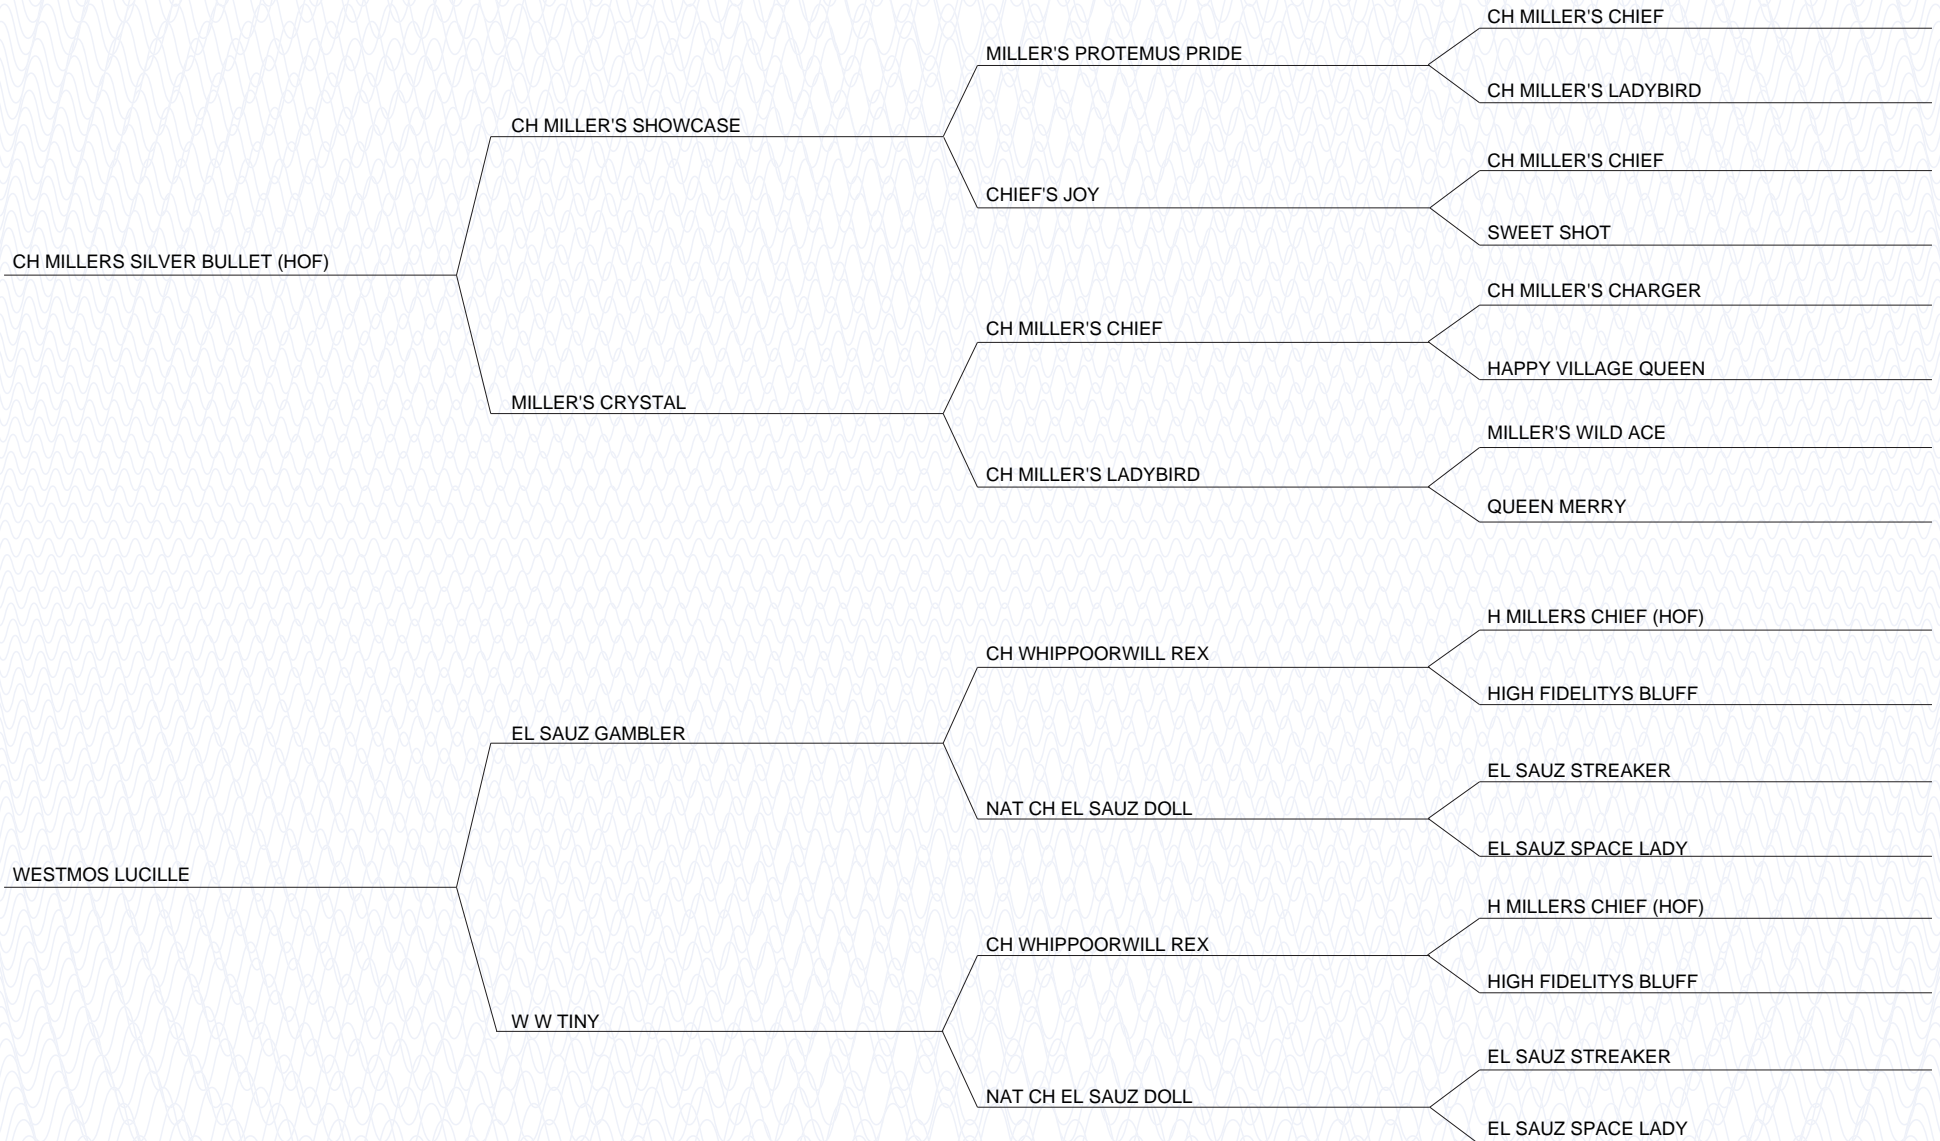 CH MILLER'S CHIEF
MILLER'S PROTEMUS PRIDE
CH MILLER'S LADYBIRD
CH MILLER'S SHOWCASE
CH MILLER'S CHIEF
CHIEF'S JOY
SWEET SHOT
CH MILLERS SILVER BULLET (HOF)
CH MILLER'S CHARGER
CH MILLER'S CHIEF
HAPPY VILLAGE QUEEN
MILLER'S CRYSTAL
MILLER'S WILD ACE
CH MILLER'S LADYBIRD
QUEEN MERRY
H MILLERS CHIEF (HOF)
CH WHIPPOORWILL REX
HIGH FIDELITYS BLUFF
EL SAUZ GAMBLER
EL SAUZ STREAKER
NAT CH EL SAUZ DOLL
EL SAUZ SPACE LADY
WESTMOS LUCILLE
H MILLERS CHIEF (HOF)
CH WHIPPOORWILL REX
HIGH FIDELITYS BLUFF
W W TINY
EL SAUZ STREAKER
NAT CH EL SAUZ DOLL
EL SAUZ SPACE LADY